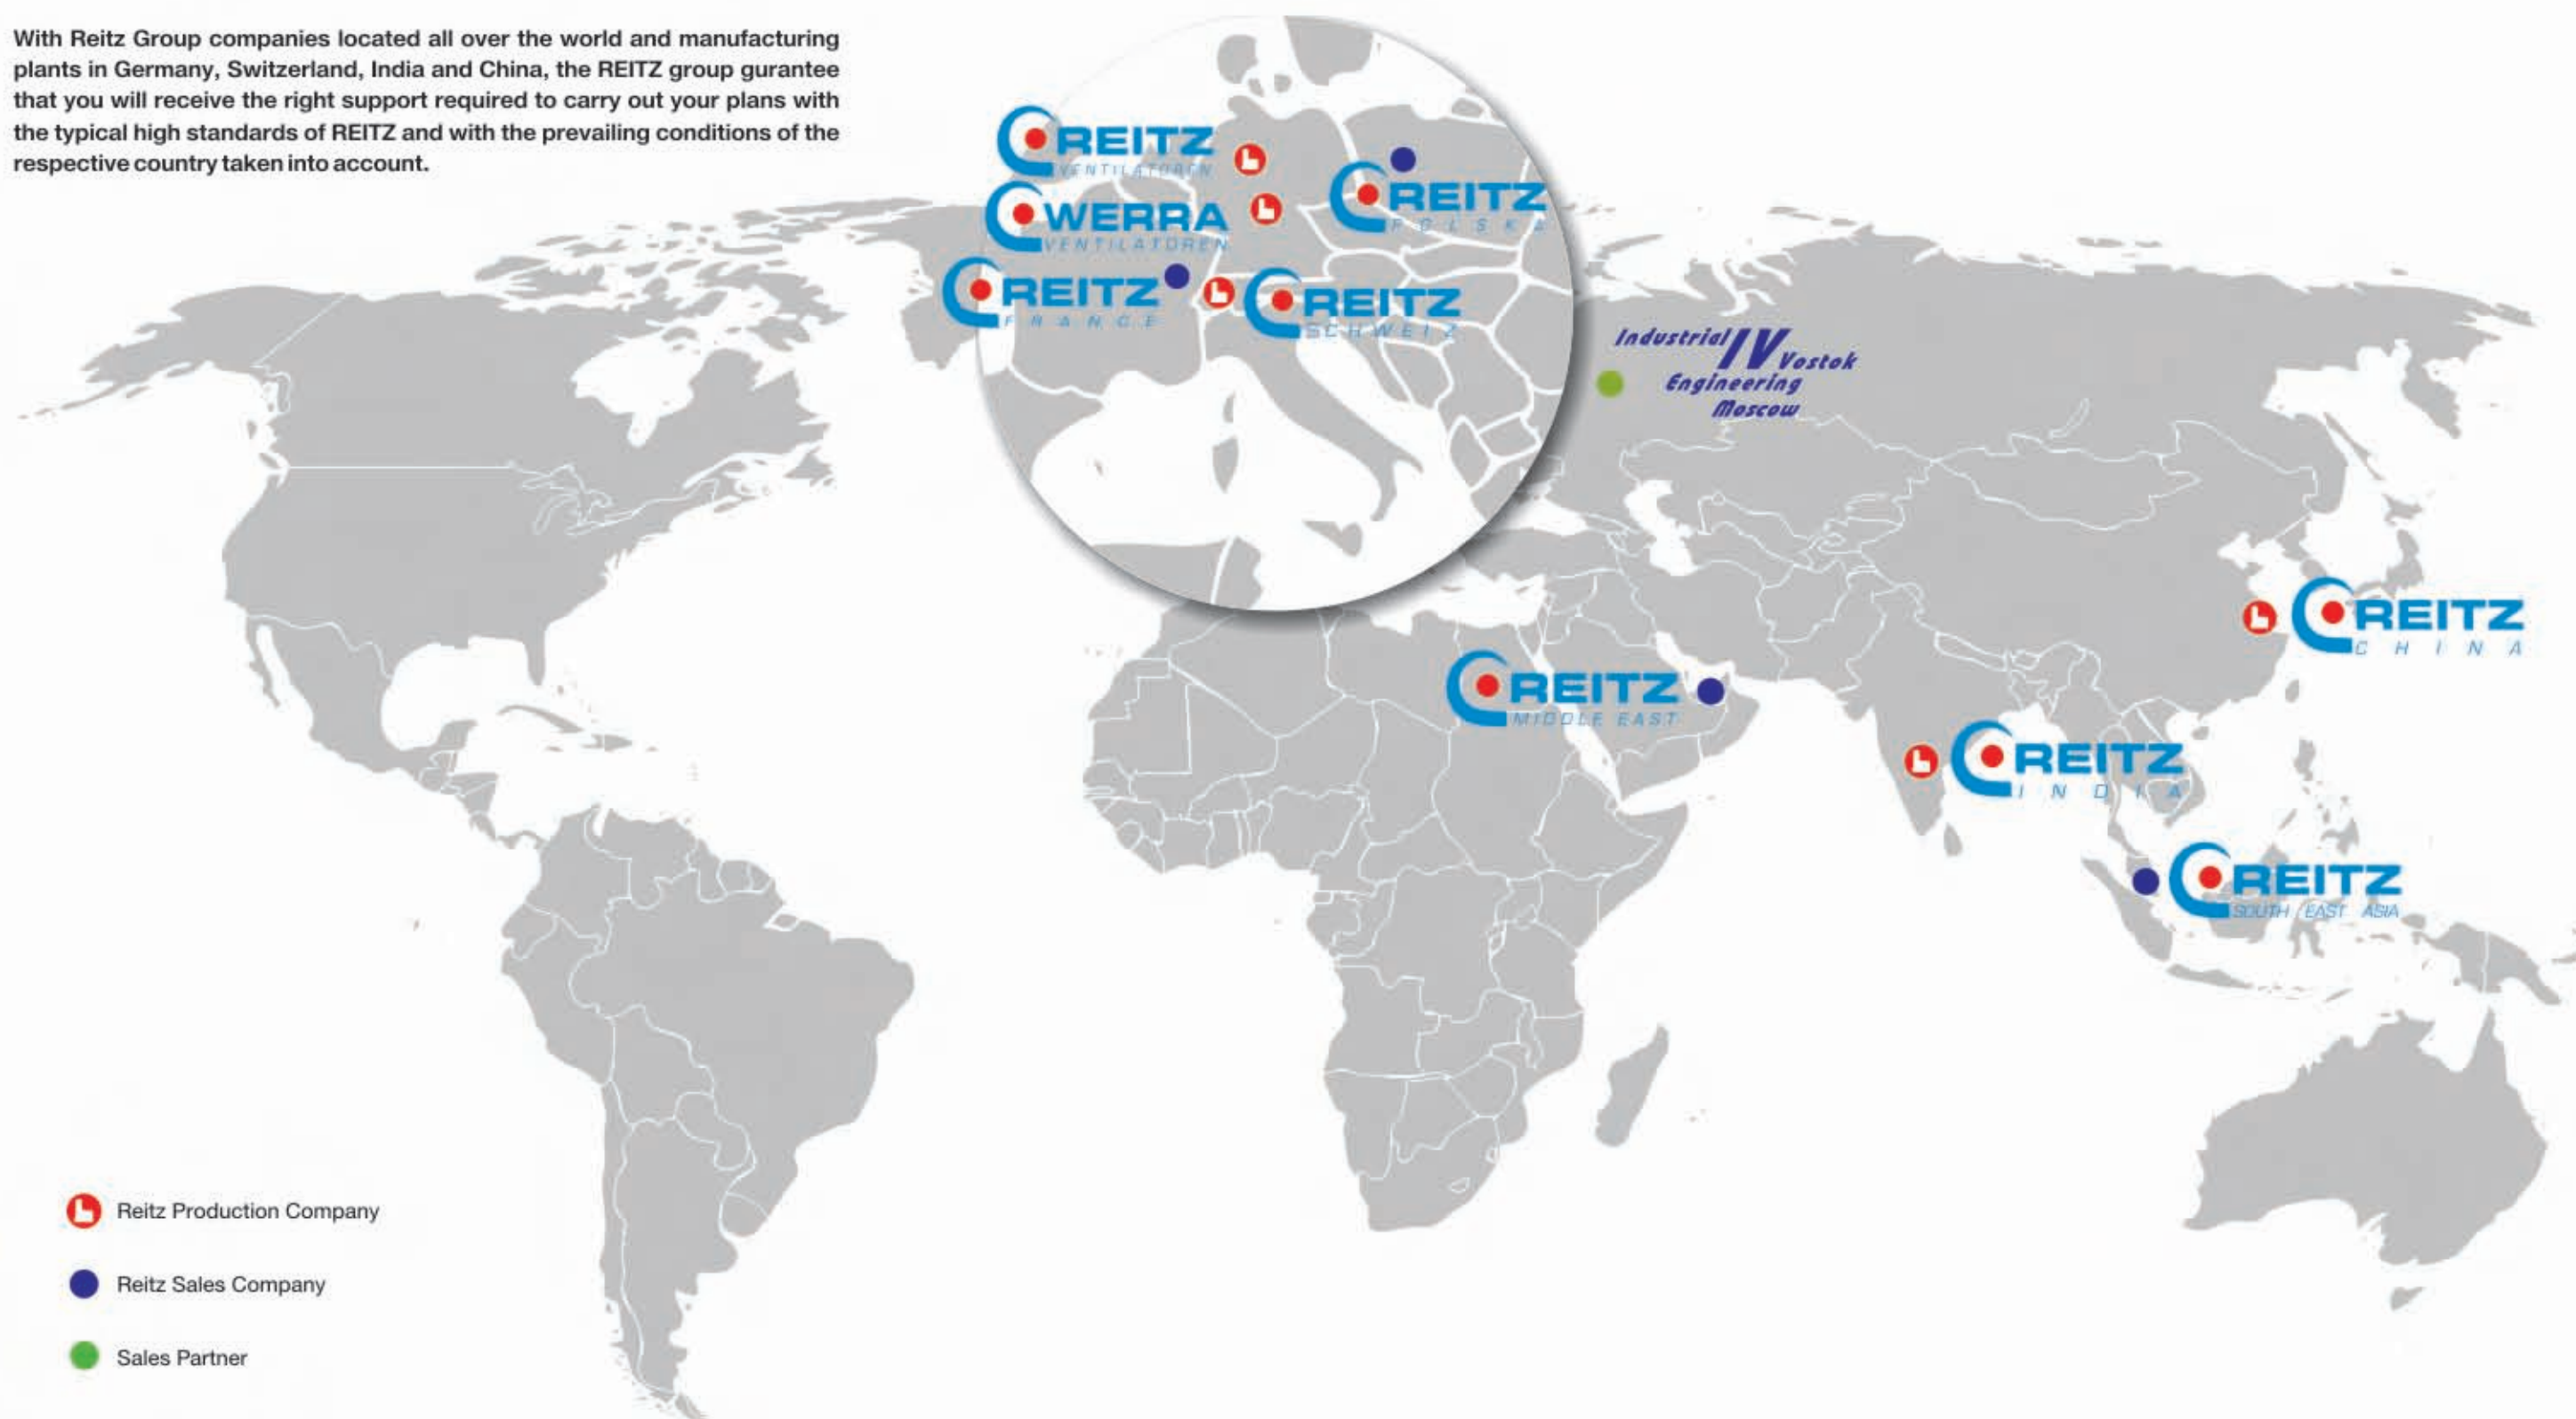 With Reitz Group companies located all over the world and manufacturing
plants in Germany, Switzerland, India and China, the REITZ group gurantee
that you will receive the right support required to carry out your plans with
the typical high standards of REITZ and with the prevailing conditions of the
respective country taken into account.
REITZ
VENTILATOREN
WERRA
VENTILATOREN
REITZ
POLSKA
REITZ
FRANCE
REITZ
SCHWEIZ
Industrial IV Vostok
Engineering
Moscow
REITZ
CHINA
REITZ
MIDDLE EAST
REITZ
INDIA
REITZ
SOUTH EAST ASIA
Reitz Production Company
Reitz Sales Company
Sales Partner